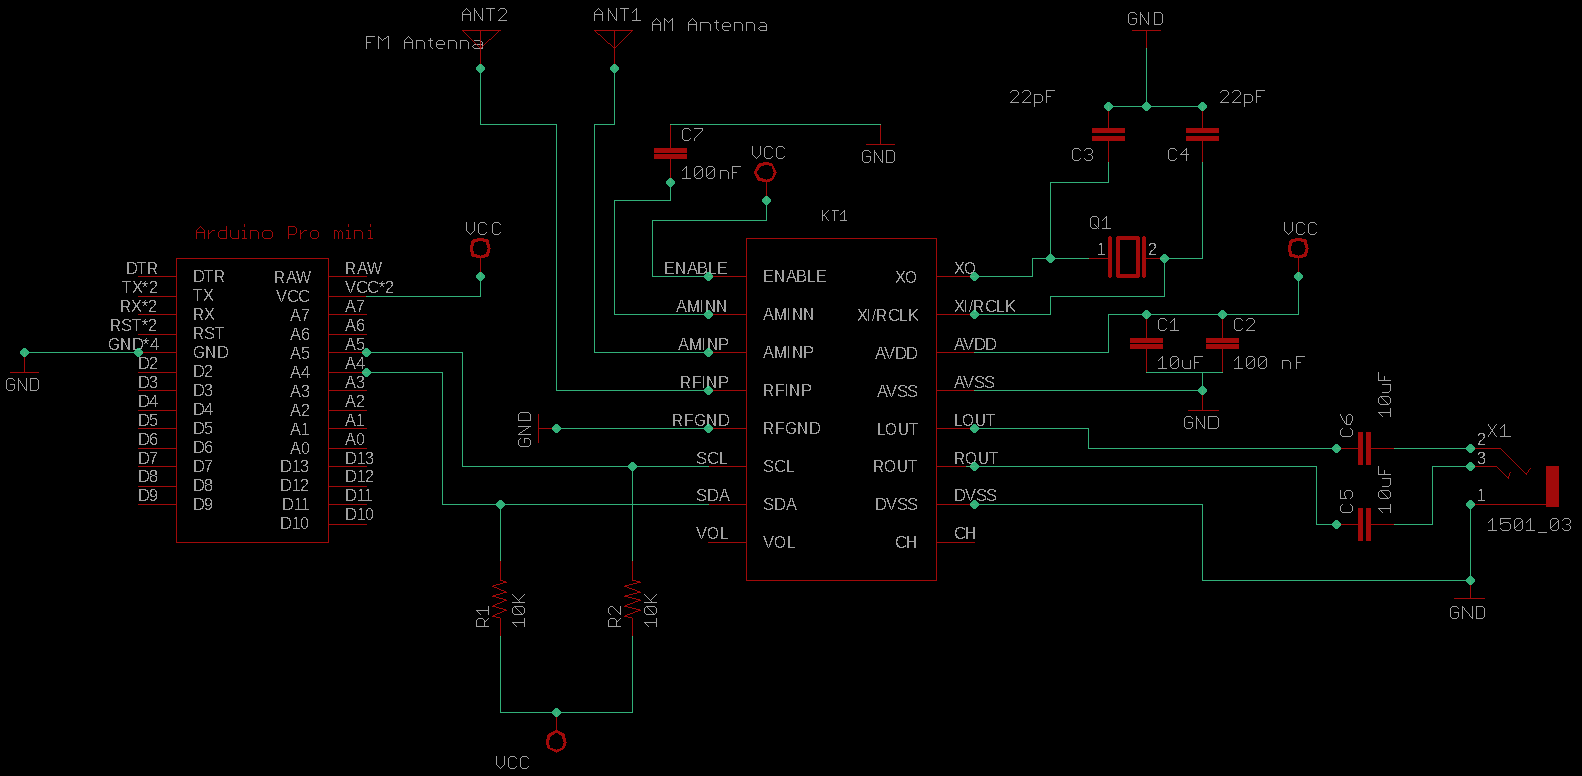 ANT2
ANT1
AM Antenna
FM Antenna
GND
22pF
22pF
C3
C4
C7
100nF
GND
VCC
KT1
Q1
1
2
VCC
Arduino Pro mini
VCC
DTR
TX*2
RX*2
RST*2
GND*4
D2
D3
D4
D5
D6
D7
D8
D9
DTR
TX
RX
RST
GND
D2
D3
D4
D5
D6
D7
D8
D9
RAW
VCC
A7
A6
A5
A4
A3
A2
A1
A0
D13
D12
D11
D10
RAW
VCC*2
A7
A6
A5
A4
A3
A2
A1
A0
D13
D12
D11
D10
GND
ENABLE
AMINN
AMINP
RFINP
RFGND
SCL
SDA
VOL
ENABLE
AMINN
AMINP
RFINP
RFGND
SCL
SDA
VOL
XO
XI/RCLK
AVDD
AVSS
LOUT
ROUT
DVSS
CH
XO
XI/RCLK
AVDD
AVSS
LOUT
ROUT
DVSS
CH
GND
C1
10uF
C2
100 nF
GND
C6
10uF
C5
10uF
X1
2
3
1
1501_03
GND
R1
10K
R2
10K
VCC